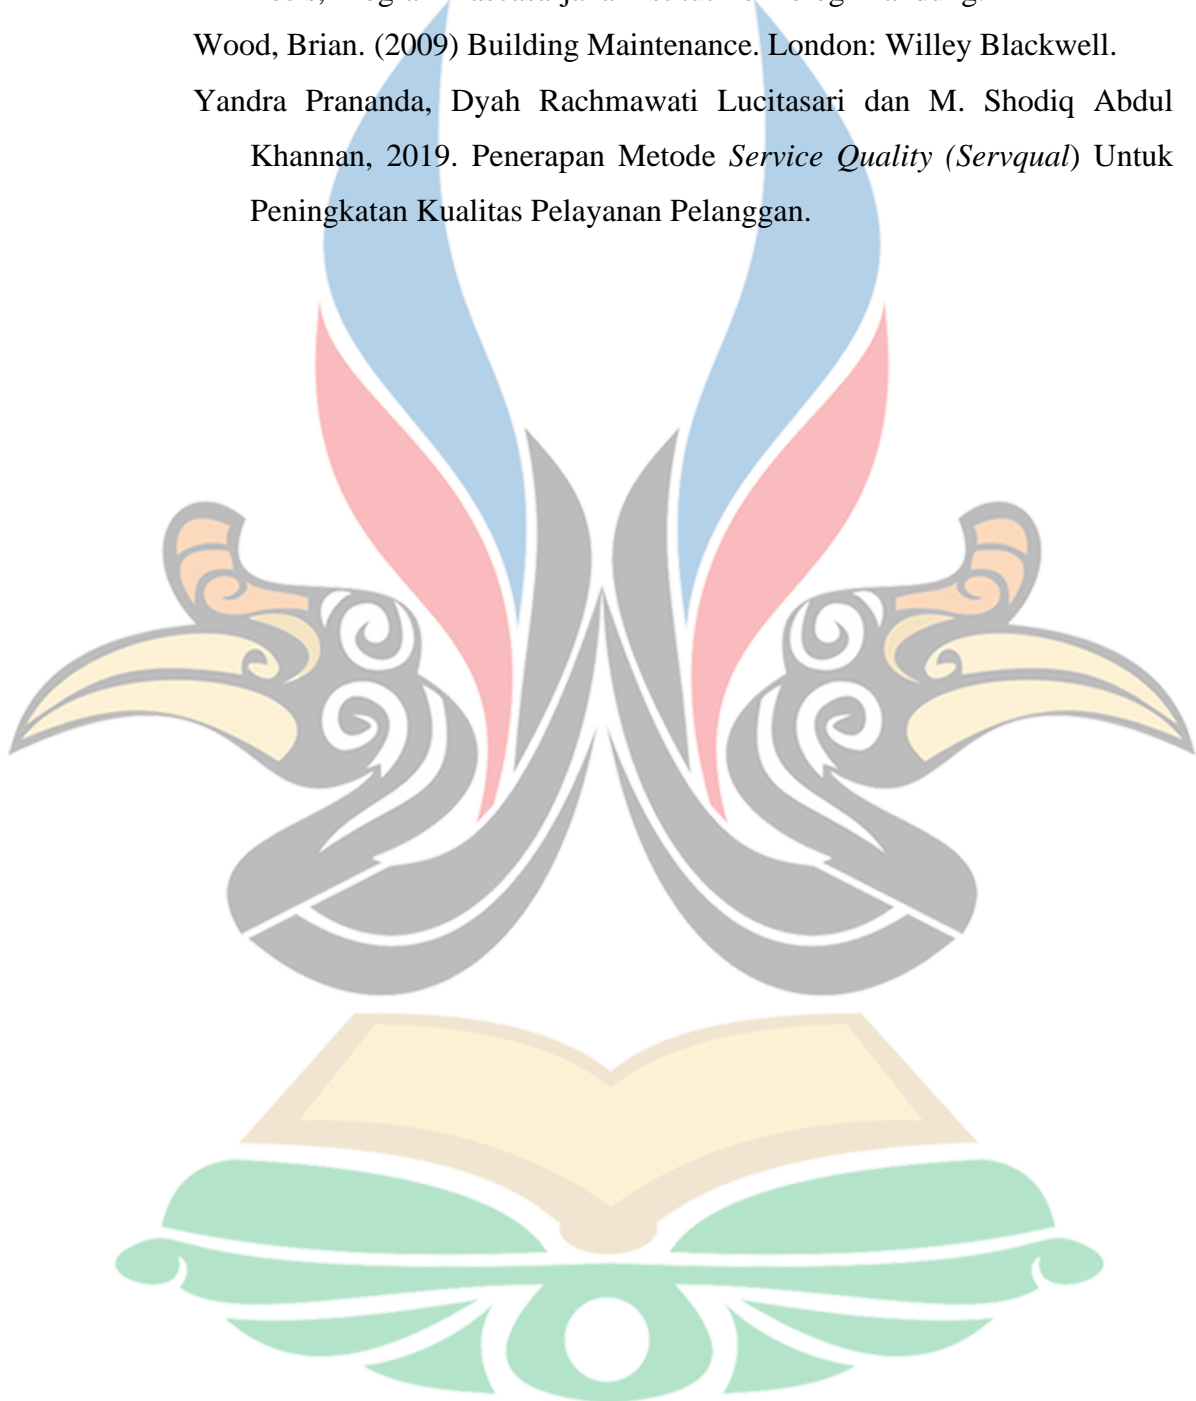 Wood, Brian. (2009) Building Maintenance. London: Willey Blackwell.
Yandra Prananda, Dyah Rachmawati Lucitasari dan M. Shodiq Abdul
Khannan, 2019. Penerapan Metode Service Quality (Servqual) Untuk
Peningkatan Kualitas Pelayanan Pelanggan.